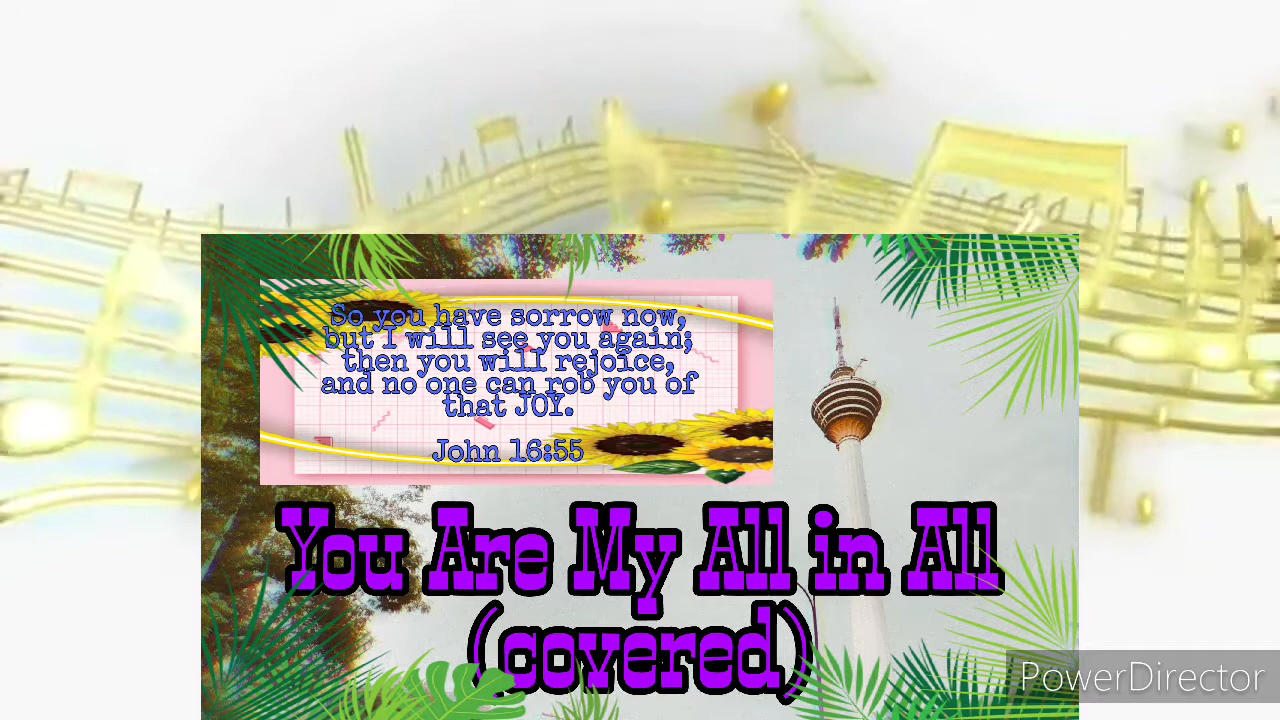 So you have sorrow now,
but I will see you again;
then you will rejoice,
and no one can rob you of
that JOY.
John 16:55
You Are My All in All
(covered)
PowerDirector